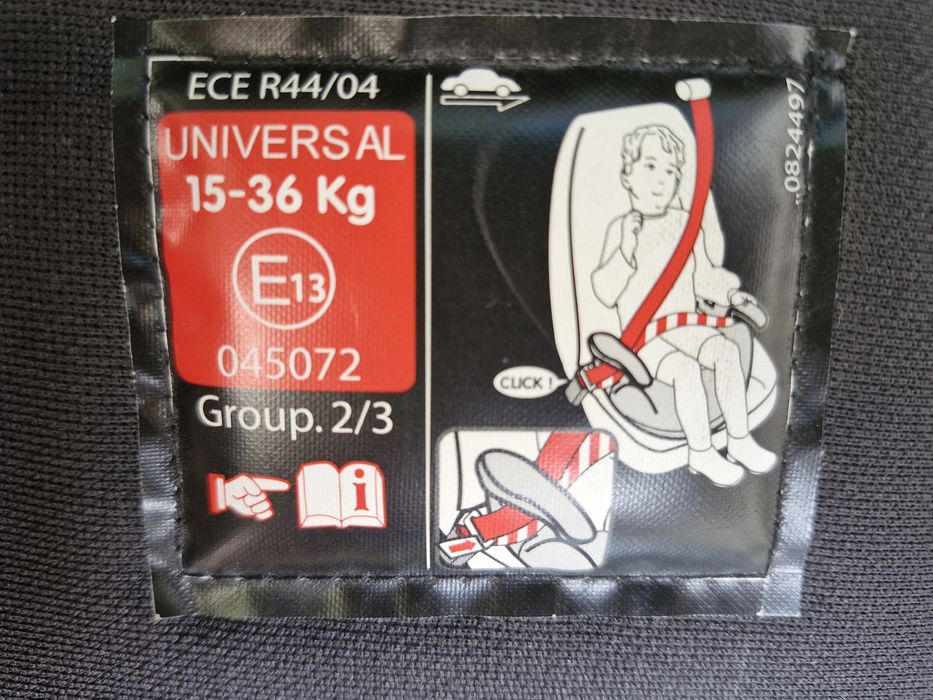 ECE R44/04
UNIVERSAL
15-36 Kg
E13
045072
Group. 2/3
i
CLICK !
0824497